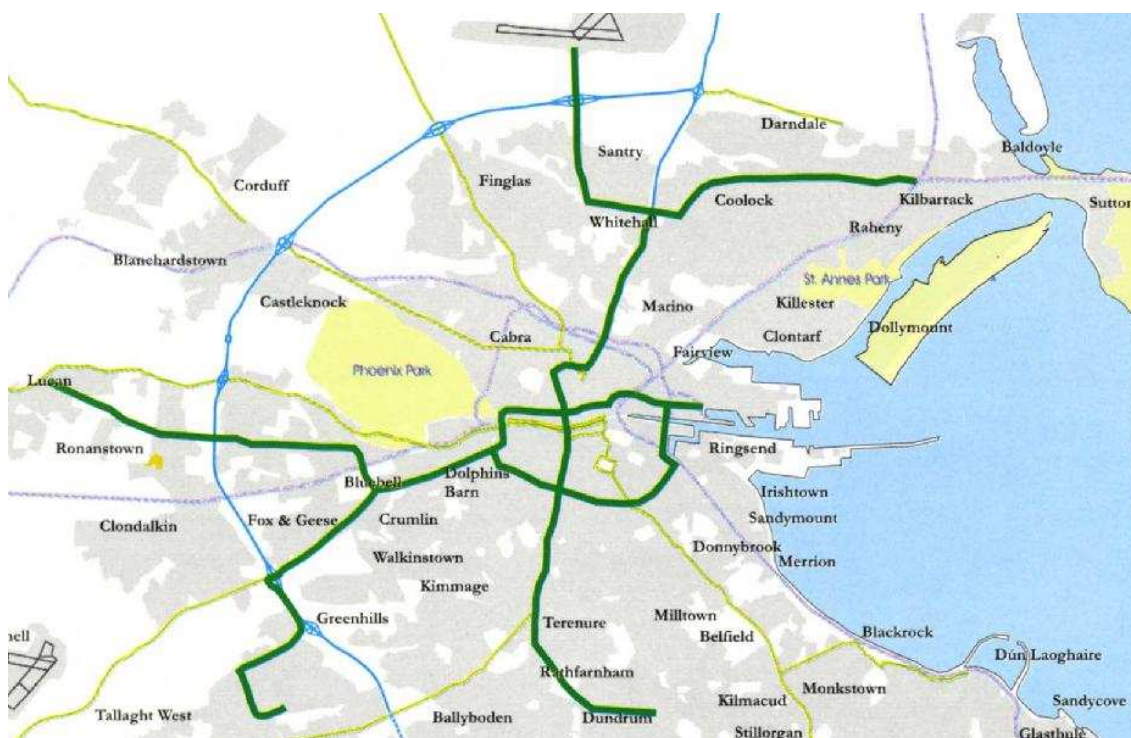 Darndale
Santry
Baldoyle
Corduff
Finglas
Coolock
Kilbarrack
Sutton
Whitehall
Raheny
Blanchardstown
St. Annes Park
Castleknock
Marino
Killester
Dollymount
Cabra
Clontarf
Fairview
Phoenix Park
Lucan
Ronanstown
Ringsend
Dolphins
Barn
Bluebell
Irishtown
Clondalkin
Fox & Geese
Crumlin
Sandymount
Donnybrook
Walkinstown
Merrion
Kimmage
Greenhills
Terenure
Milltown
Belfield
Blackrock
nell
Dún Laoghaire
Rathfarnham
Monkstown
Kilmacud
Sandycove
Tallaght West
Ballyboden
Dundrum
Stillorgan
Glasthule